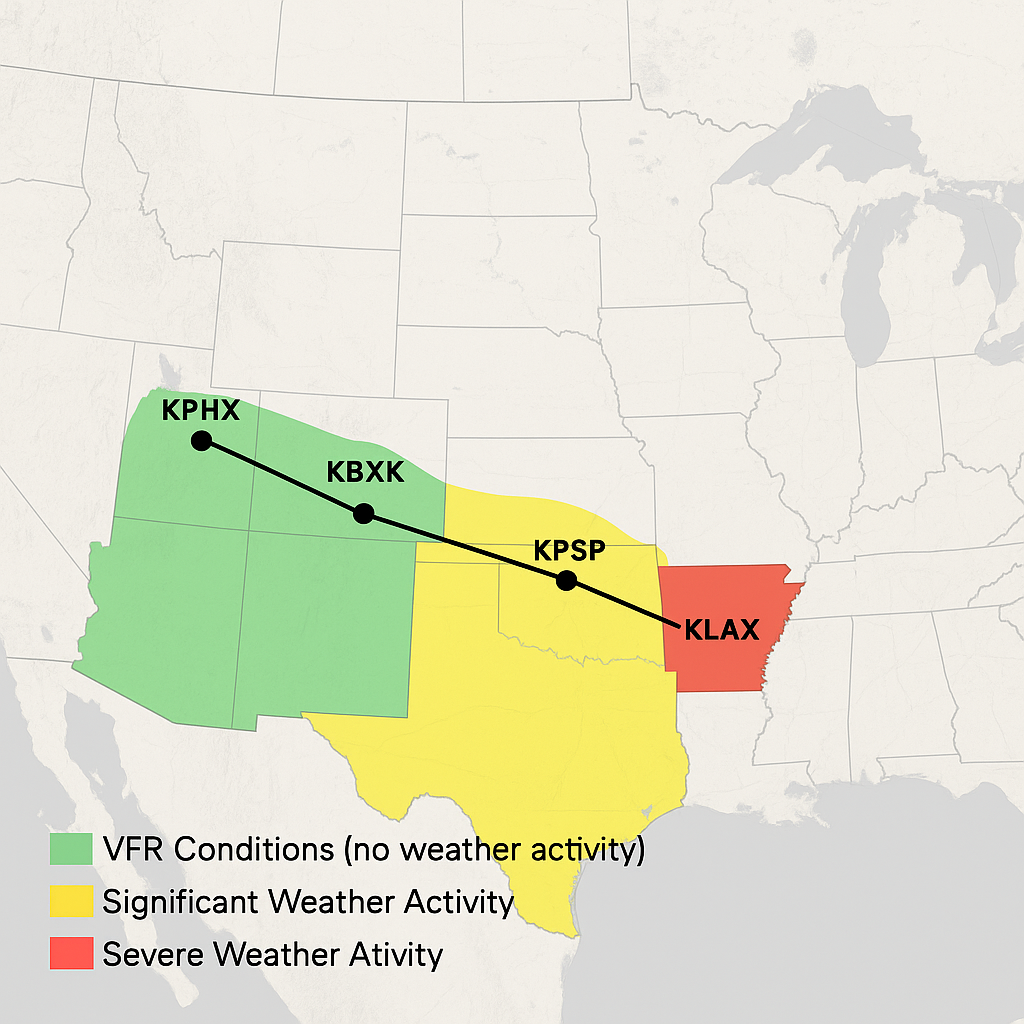 KPHX
KBXK
KPSP
KLAX
VFR Conditions (no weather activity)
Significant Weather Activity
Severe Weather Ativity